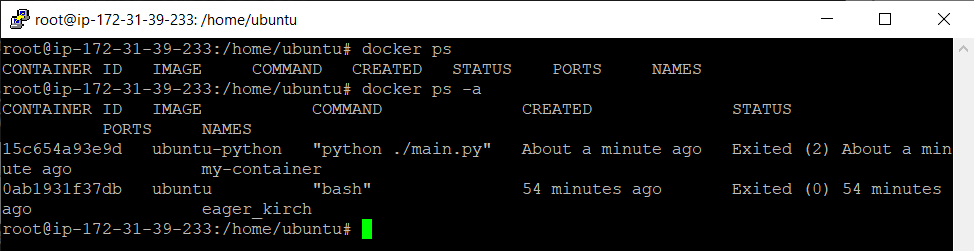 root@ip-172-31-39-233: /home/ubuntu
root@ip-172-31-39-233:/home/ubuntu# docker ps
CONTAINER ID   IMAGE     COMMAND   CREATED   STATUS    PORTS     NAMES
root@ip-172-31-39-233:/home/ubuntu# docker ps -a
CONTAINER ID   IMAGE           COMMAND              CREATED              STATUS
          PORTS     NAMES
15c654a93e9d   ubuntu-python   "python ./main.py"   About a minute ago   Exited (2) About a min
ute ago             my-container
0ab1931f37db   ubuntu          "bash"               54 minutes ago       Exited (0) 54 minutes
ago                 eager_kirch
root@ip-172-31-39-233:/home/ubuntu#